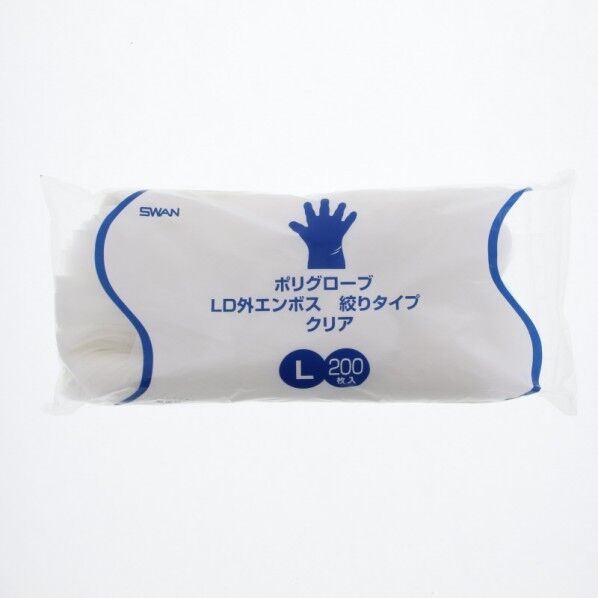 SWAN
ポリグローブ
LD外エンボス 絞りタイプ
クリア
L 200
枚入